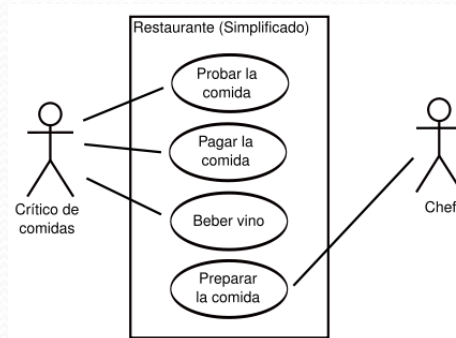 Restaurante (Simplificado)
Probar la
comida
Pagar la
comida
Beber vino
Preparar
la comida
Crítico de
comidas
Chef